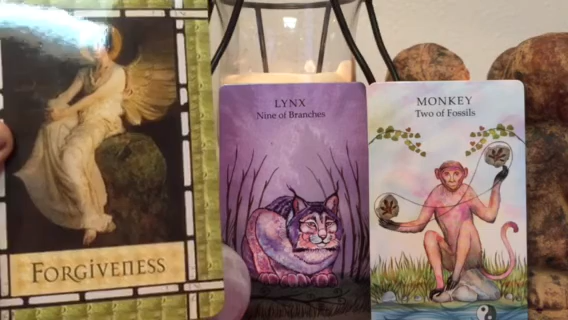 FORGIVENESS
LYNX
Nine of Branches
MONKEY
Two of Fossils